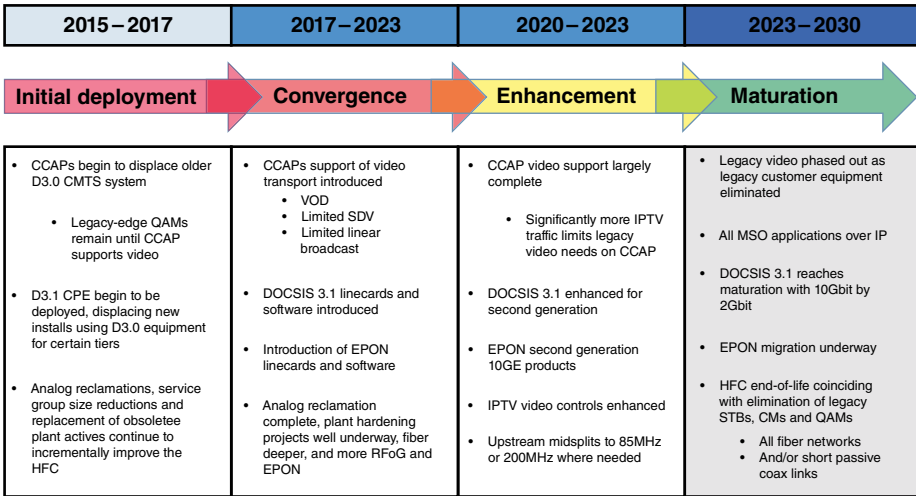 2015–2017
2017–2023
2020–2023
2023–2030
Initial deployment
Convergence
Enhancement
Maturation
• CCAPs begin to displace older
D3.0 CMTS system
• Legacy-edge QAMs
remain until CCAP
supports video
• D3.1 CPE begin to be
deployed, displacing new
installs using D3.0 equipment
for certain tiers
• Analog reclamations, service
group size reductions and
replacement of obsoletee
plant actives continue to
incrementally improve the
HFC
• CCAPs support of video
transport introduced
• VOD
• Limited SDV
• Limited linear
broadcast
• DOCSIS 3.1 linecards and
software introduced
• Introduction of EPON
linecards and software
• Analog reclamation
complete, plant hardening
projects well underway, fiber
deeper, and more RFoG and
EPON
• CCAP video support largely
complete
• Significantly more IPTV
traffic limits legacy
video needs on CCAP
• DOCSIS 3.1 enhanced for
second generation
• EPON second generation
10GE products
• IPTV video controls enhanced
• Upstream midsplits to 85MHz
or 200MHz where needed
• Legacy video phased out as
legacy customer equipment
eliminated
• All MSO applications over IP
• DOCSIS 3.1 reaches
maturation with 10Gbit by
2Gbit
• EPON migration underway
• HFC end-of-life coinciding
with elimination of legacy
STBs, CMs and QAMs
• All fiber networks
• And/or short passive
coax links